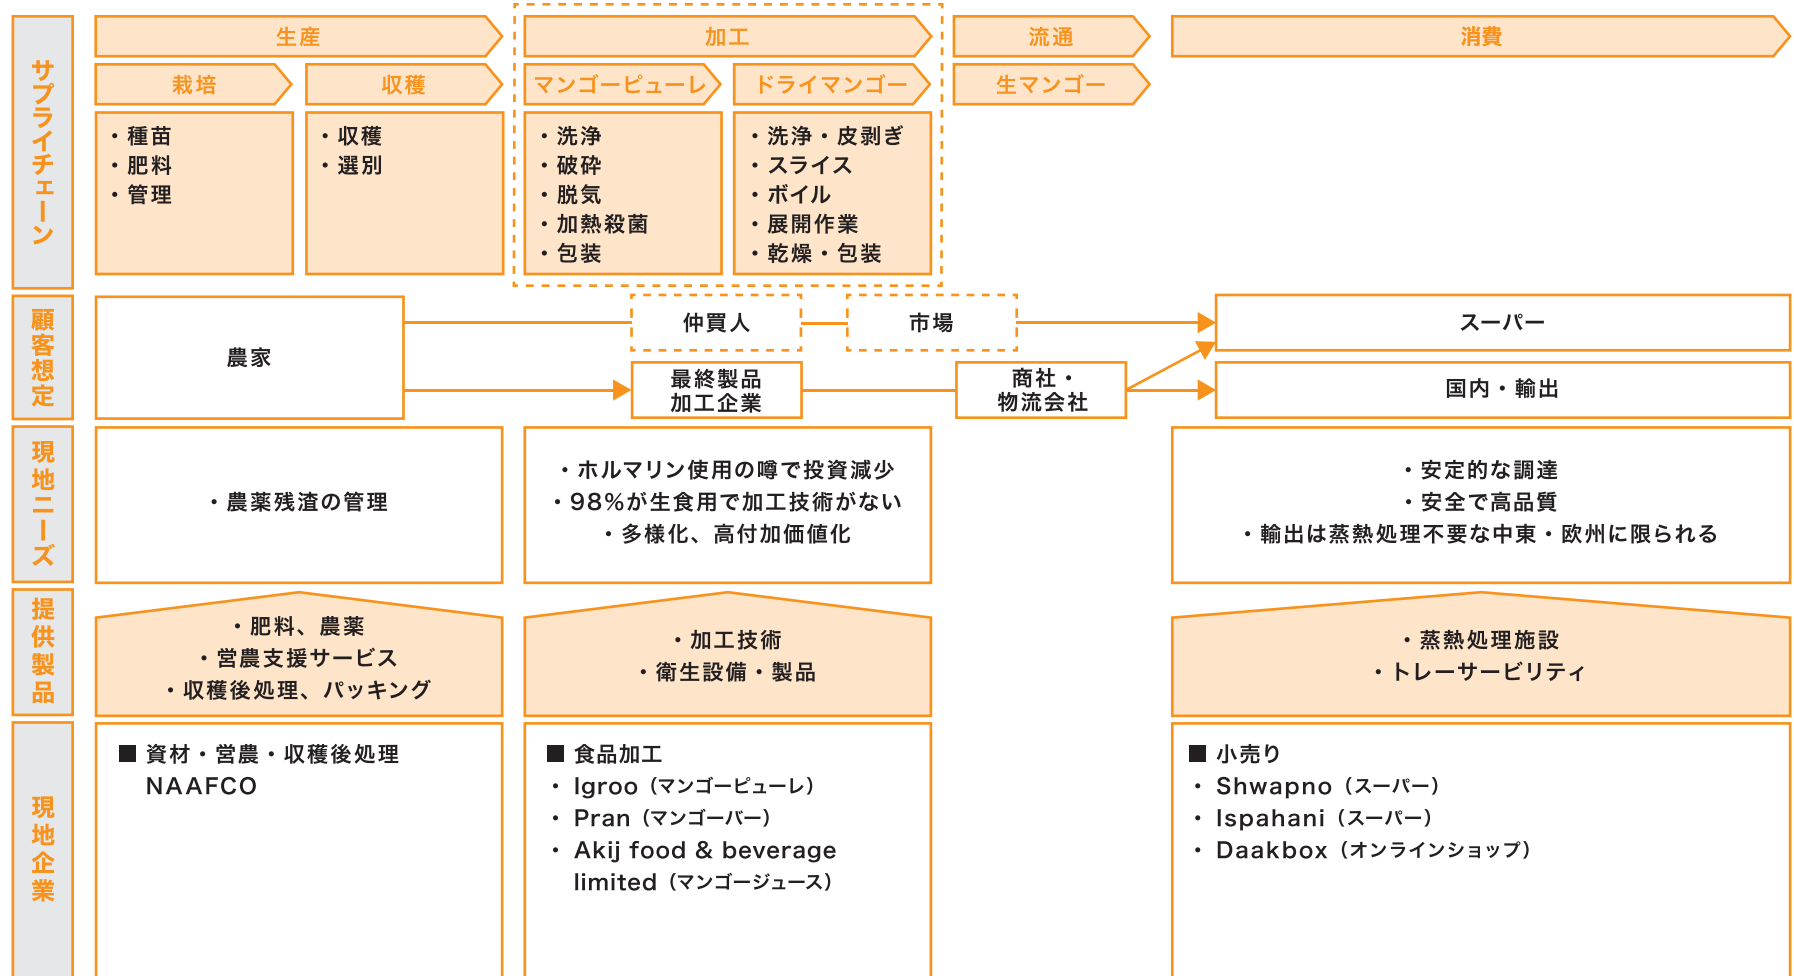 サプライチェーン
生産
加工
流通
消費
栽培
収穫
マンゴーピューレ
ドライマンゴー
生マンゴー
・種苗
・肥料
・管理
・収穫
・選別
・洗浄
・破砕
・脱気
・加熱殺菌
・包装
・洗浄・皮剥ぎ
・スライス
・ボイル
・展開作業
・乾燥・包装
顧客想定
農家
仲買人
市場
スーパー
最終製品
加工企業
商社・
物流会社
国内・輸出
現地ニーズ
・農薬残渣の管理
・ホルマリン使用の噂で投資減少
・98%が生食用で加工技術がない
・多様化、高付加価値化
・安定的な調達
・安全で高品質
・輸出は蒸熱処理不要な中東・欧州に限られる
提供製品
・肥料、農薬
・営農支援サービス
・収穫後処理、パッキング
・加工技術
・衛生設備・製品
・蒸熱処理施設
・トレーサービリティ
現地企業
■ 資材・営農・収穫後処理
NAAFCO
■ 食品加工
・ Igroo（マンゴーピューレ）
・ Pran（マンゴーバー）
・ Akij food & beverage
limited（マンゴージュース）
■ 小売り
・ Shwapno（スーパー）
・ Ispahani（スーパー）
・ Daakbox（オンラインショップ）